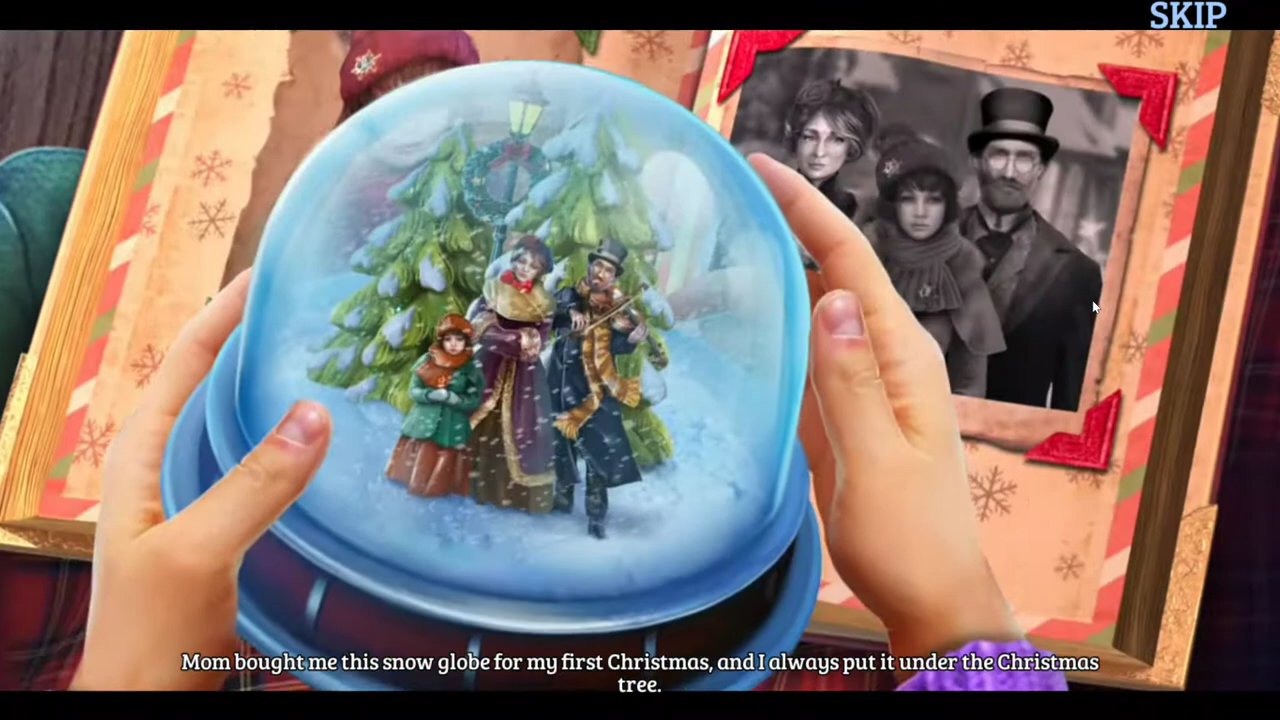 SKIP
Mom bought me this snow globe for my first Christmas, and I always put it under the Christmas
tree.